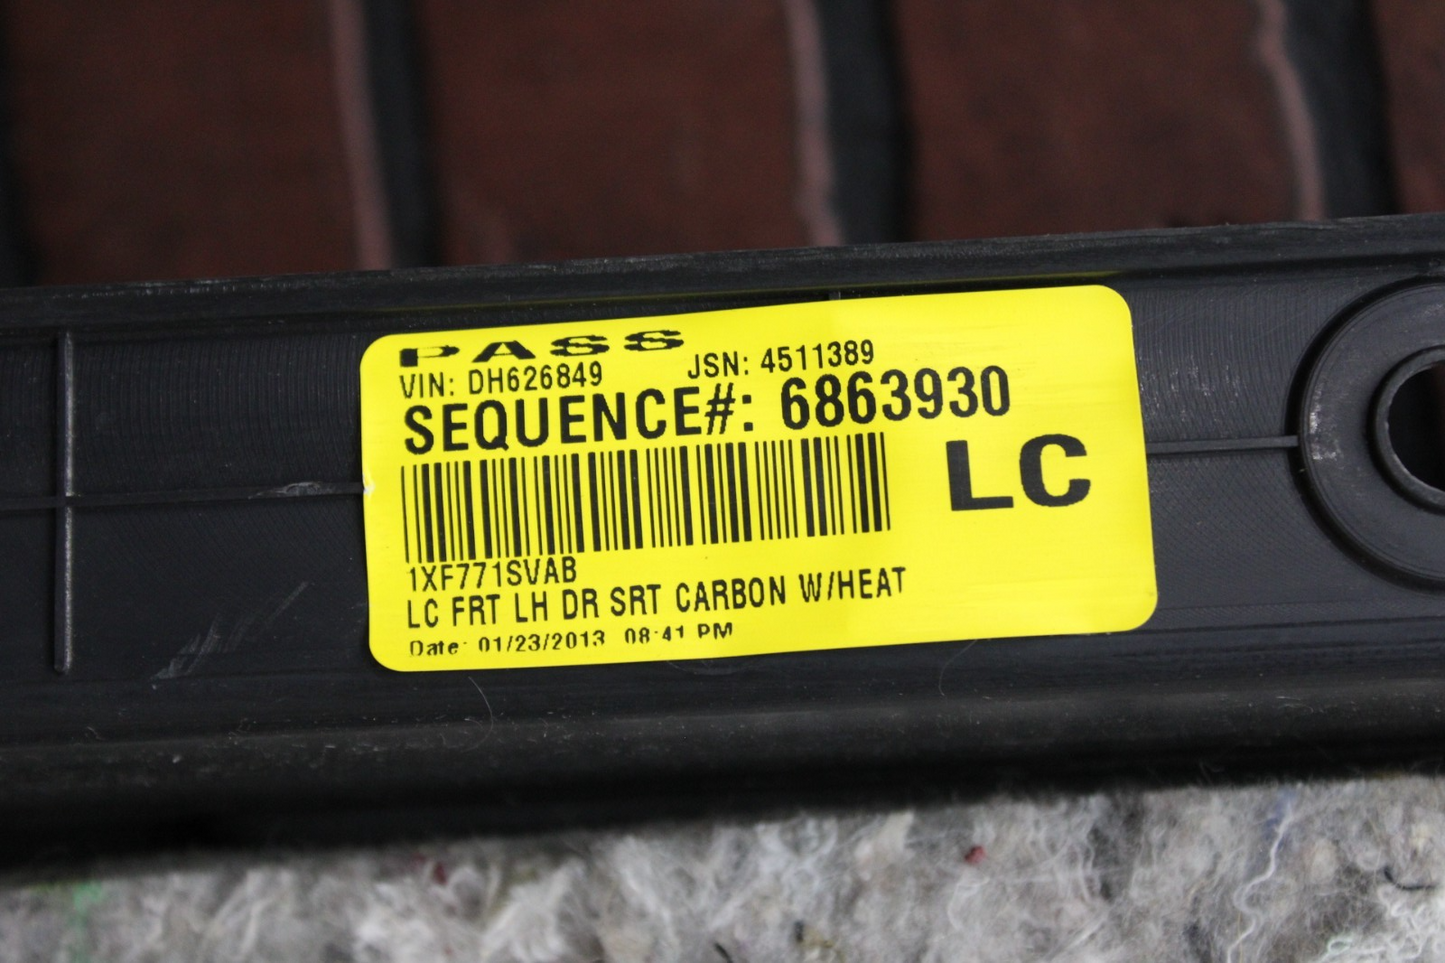 PASS
VIN: DH626849 JSN: 4511389
SEQUENCE#: 6863930
LC
1XF771SVAB
LC FRT LH DR SRT CARBON W/HEAT
Date: 01/23/2013 08:41 PM